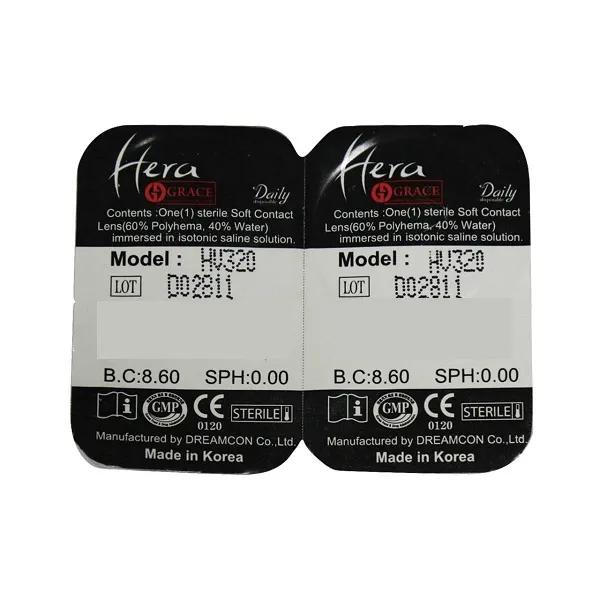 Hera
GRACE
Daily
disposable
Contents :One(1) sterile Soft Contact
Lens(60% Polyhema, 40% Water)
immersed in isotonic saline solution.
Model : HV320
LOT D02811
B.C:8.60 SPH:0.00
GMP
0120
STERILE
Manufactured by DREAMCON Co.,Ltd.
Made in Korea
Hera
GRACE
Daily
disposable
Contents :One(1) sterile Soft Contact
Lens(60% Polyhema, 40% Water)
immersed in isotonic saline solution.
Model : HV320
LOT D02811
B.C:8.60 SPH:0.00
GMP
0120
STERILE
Manufactured by DREAMCON Co.,Ltd.
Made in Korea